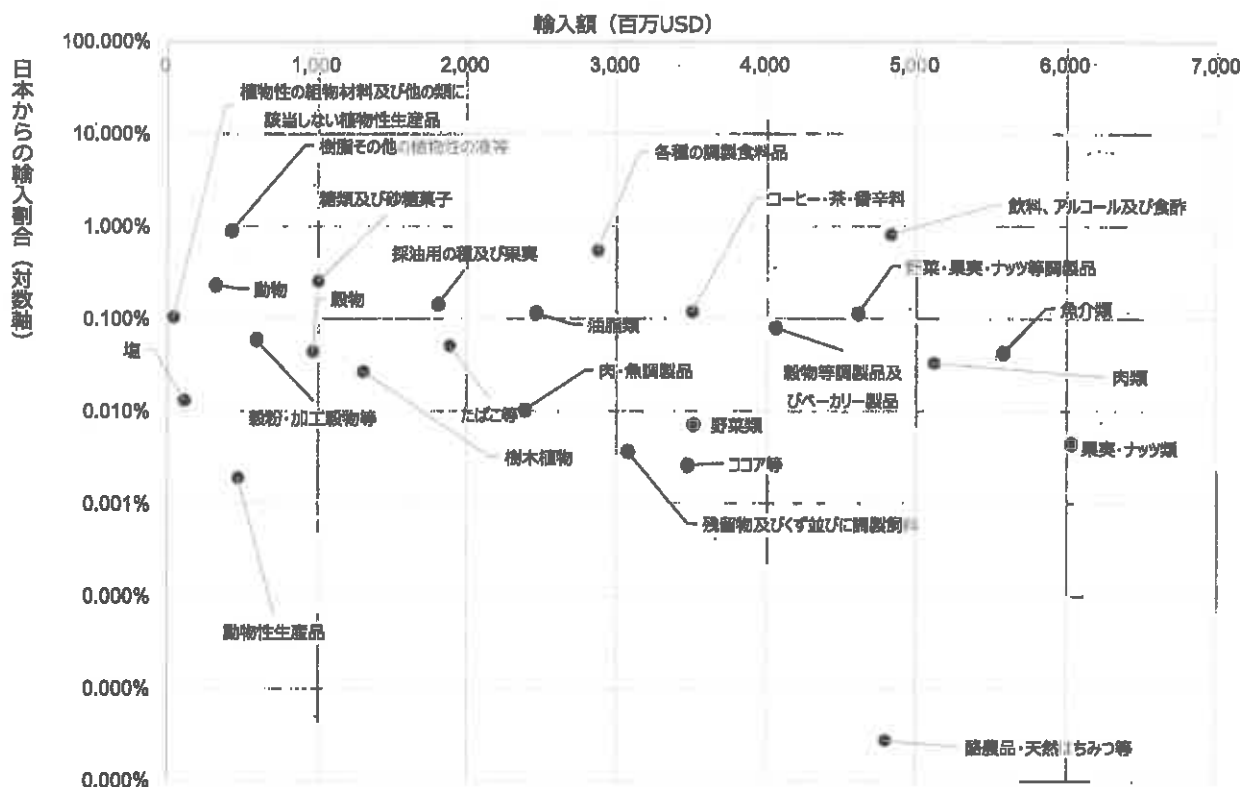 輸入額（百万USD）
日本からの輸入割合（対数軸）
100.000%
10.000%
1.000%
0.100%
0.010%
0.001%
0.000%
0.000%
0.000%
0
1,000
2,000
3,000
4,000
5,000
6,000
7,000
植物性の組物材料及び他の類に
該当しない植物性生産品
樹脂その他の植物性の液等
糖類及び砂糖菓子
採油用の種及び果実
各種の調製食料品
コーヒー・茶・香辛料
飲料、アルコール及び食酢
野菜・果実・ナッツ等調製品
動物
穀物
油脂類
魚介類
塩
肉・魚調製品
穀物等調製品及
びベーカリー製品
肉類
穀粉・加工穀物等
たばこ等
野菜類
樹木植物
ココア等
果実・ナッツ類
残留物及びくず並びに調製飼料
動物性生産品
酪農品・天然はちみつ等